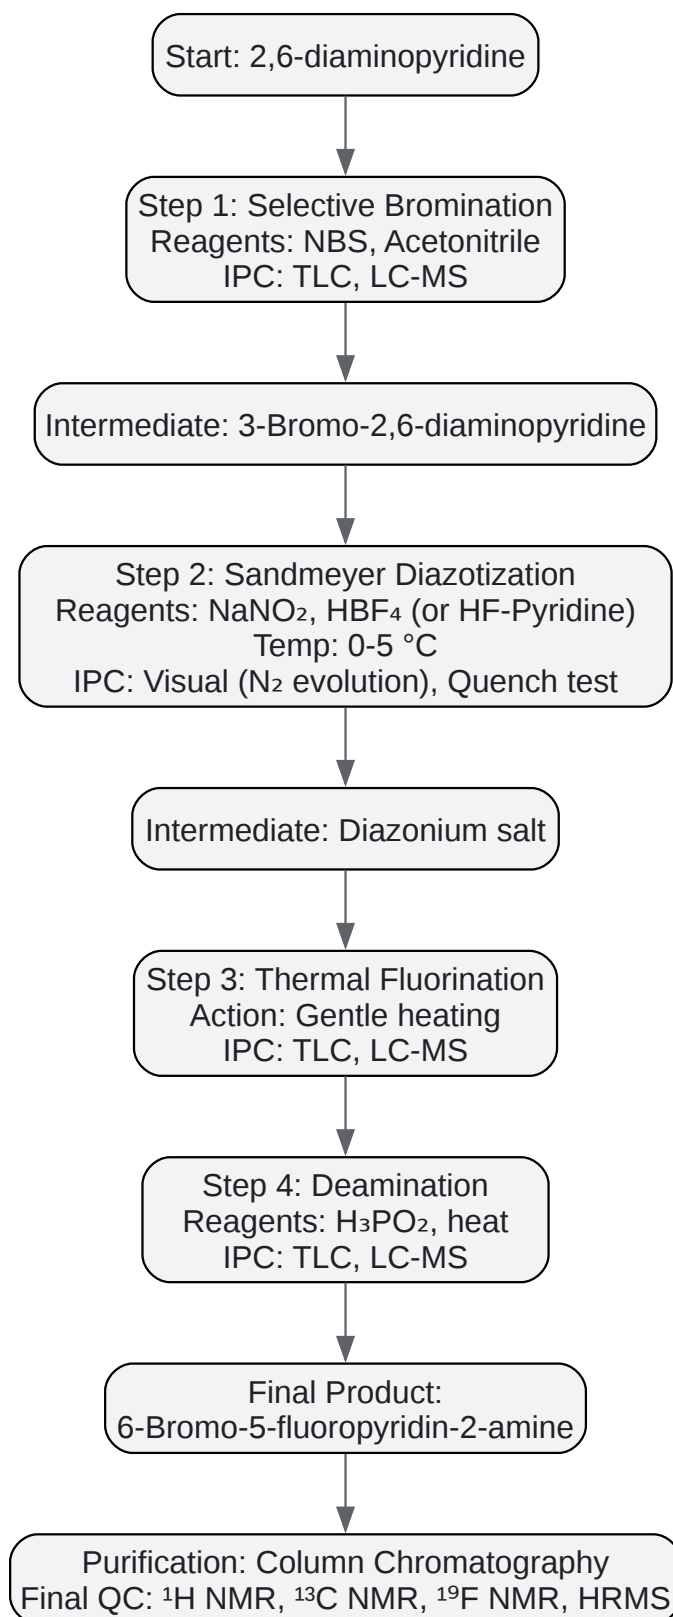 Start: 2,6-diaminopyridine
Step 1: Selective Bromination
Reagents: NBS, Acetonitrile
IPC: TLC, LC-MS
Intermediate: 3-Bromo-2,6-diaminopyridine
Step 2: Sandmeyer Diazotization
Reagents: NaNO₂, HBF₄ (or HF-Pyridine)
Temp: 0-5 °C
IPC: Visual (N₂ evolution), Quench test
Intermediate: Diazonium salt
Step 3: Thermal Fluorination
Action: Gentle heating
IPC: TLC, LC-MS
Step 4: Deamination
Reagents: H₃PO₂, heat
IPC: TLC, LC-MS
Final Product:
6-Bromo-5-fluoropyridin-2-amine
Purification: Column Chromatography
Final QC: ¹H NMR, ¹³C NMR, ¹⁹F NMR, HRMS